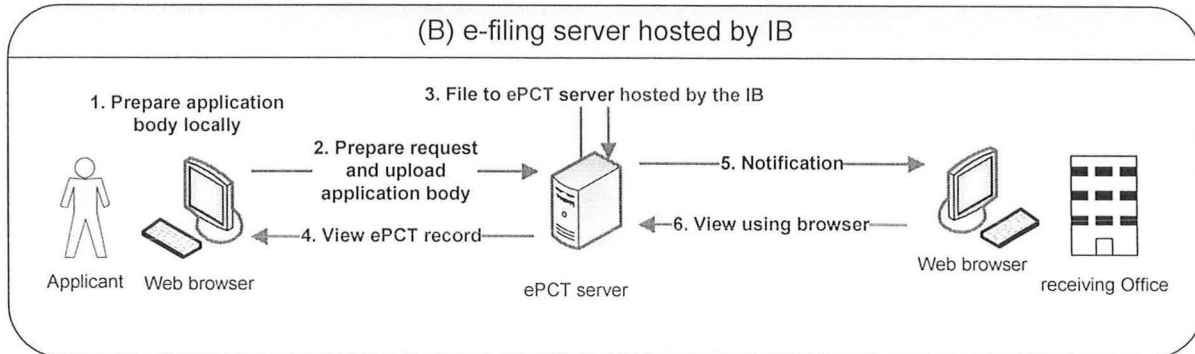 (B) e-filing server hosted by IB
1. Prepare application
body locally
2. Prepare request
and upload
application body
3. File to ePCT server hosted by the IB
4. View ePCT record
5. Notification
6. View using browser
Applicant
Web browser
ePCT server
Web browser
receiving Office